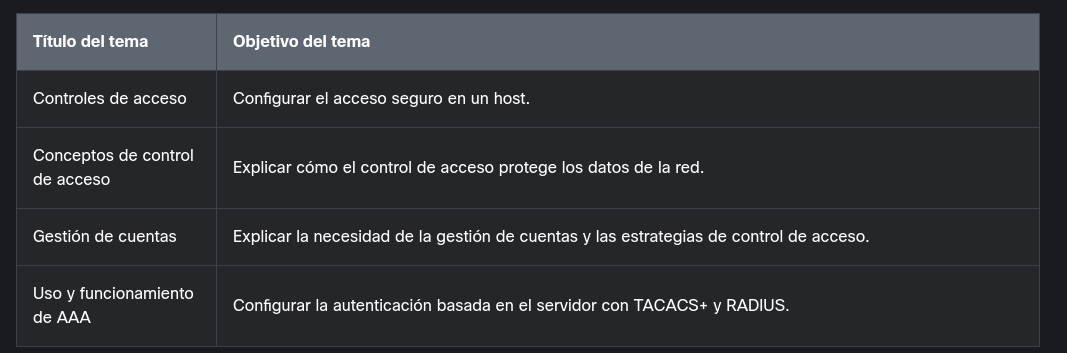 Título del tema
Objetivo del tema
Controles de acceso
Configurar el acceso seguro en un host.
Conceptos de control
de acceso
Explicar cómo el control de acceso protege los datos de la red.
Gestión de cuentas
Explicar la necesidad de la gestión de cuentas y las estrategias de control de acceso.
Uso y funcionamiento
de AAA
Configurar la autenticación basada en el servidor con TACACS+ y RADIUS.